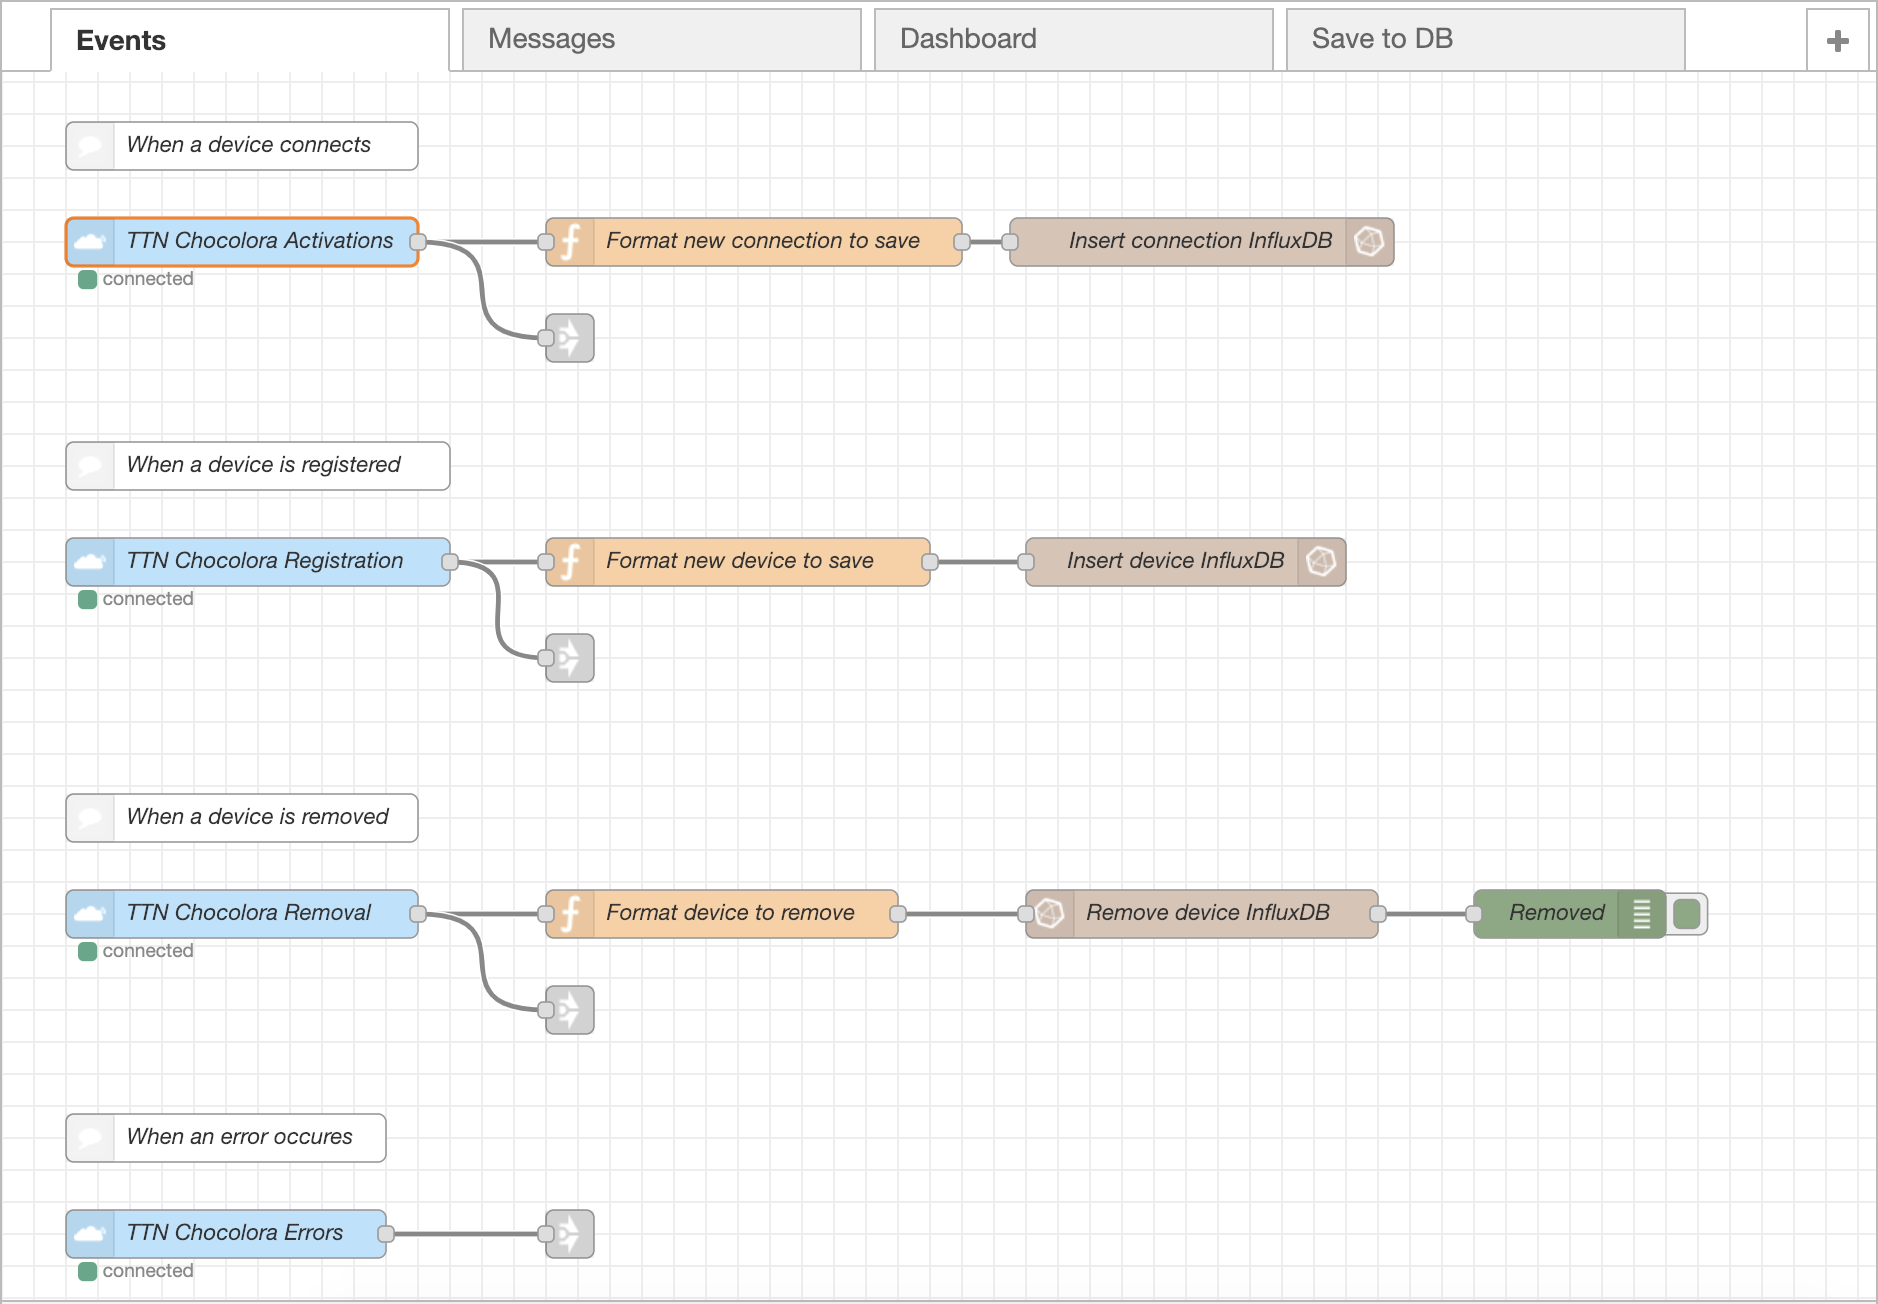 Events
Messages
Dashboard
Save to DB
When a device connects
TTN Chocolora Activations
Format new connection to save
Insert connection InfluxDB
connected
When a device is registered
TTN Chocolora Registration
Format new device to save
Insert device InfluxDB
connected
When a device is removed
TTN Chocolora Removal
Format device to remove
Remove device InfluxDB
Removed
connected
When an error occures
TTN Chocolora Errors
connected